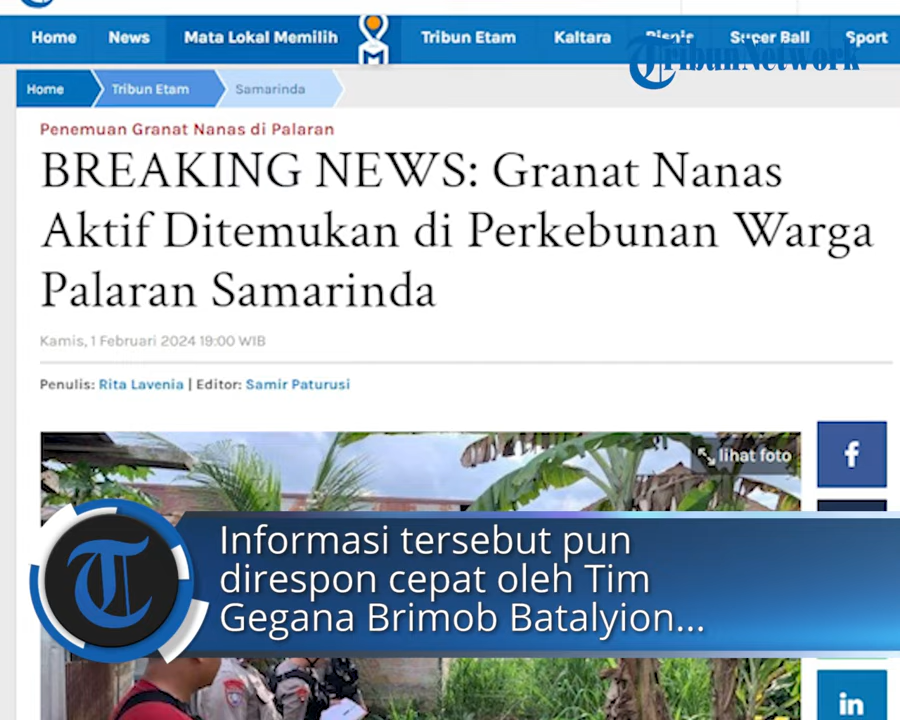 Home News Mata Lokal Memilih Tribun Etam Kaltara Bisnis Super Ball Sport
TribunNetwork
Home Tribun Etam Samarinda
Penemuan Granat Nanas di Palaran
BREAKING NEWS: Granat Nanas
Aktif Ditemukan di Perkebunan Warga
Palaran Samarinda
Kamis, 1 Februari 2024 19:00 WIB
Penulis: Rita Lavenia | Editor: Samir Paturusi
lihat foto
f
Informasi tersebut pun
direspon cepat oleh Tim
Gegana Brimob Batalyion...
in